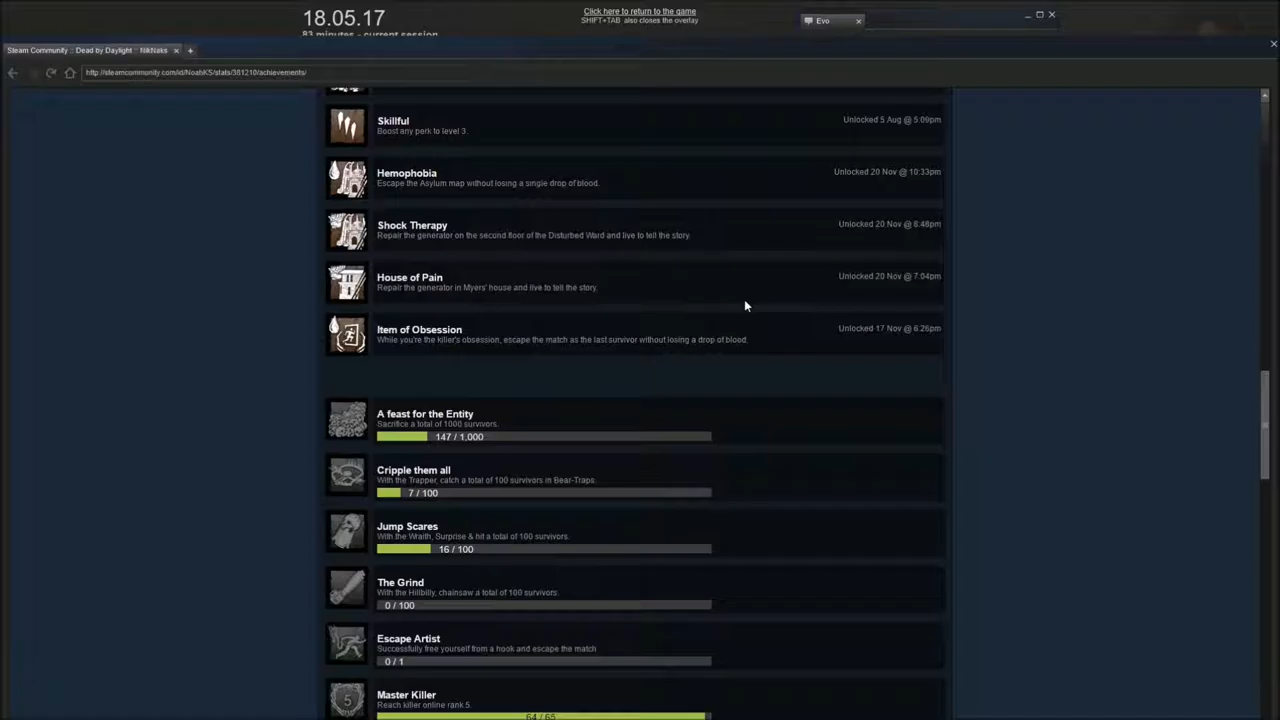 18.05.17
83 minutes - current session
Click here to return to the game
SHIFT+TAB also closes the overlay
Evo
Steam Community :: Dead by Daylight :: NikNaks
http://steamcommunity.com/id/NoahKS/stats/381210/achievements/
Skillful
Unlocked 5 Aug @ 5:09pm
Boost any perk to level 3.
Hemophobia
Unlocked 20 Nov @ 10:33pm
Escape the Asylum map without losing a single drop of blood.
Shock Therapy
Unlocked 20 Nov @ 8:48pm
Repair the generator on the second floor of the Disturbed Ward and live to tell the story.
House of Pain
Unlocked 20 Nov @ 7:04pm
Repair the generator in Myers' house and live to tell the story.
Item of Obsession
Unlocked 17 Nov @ 6:26pm
While you're the killer's obsession, escape the match as the last survivor without losing a drop of blood.
A feast for the Entity
Sacrifice a total of 1000 survivors.
147 / 1,000
Cripple them all
With the Trapper, catch a total of 100 survivors in Bear-Traps.
7 / 100
Jump Scares
With the Wraith, Surprise & hit a total of 100 survivors.
16 / 100
The Grind
With the Hillbilly, chainsaw a total of 100 survivors.
0 / 100
Escape Artist
Successfully free yourself from a hook and escape the match
0 / 1
Master Killer
Reach killer online rank 5.
64 / 65
5